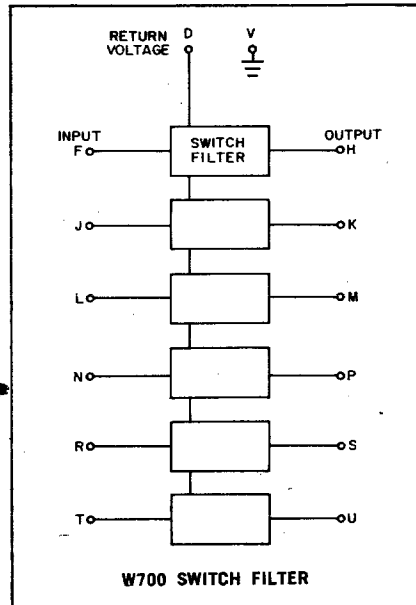 RETURN VOLTAGE D V
INPUT OUTPUT
F SWITCH FILTER H
J K
L M
N P
R S
T U
W700 SWITCH FILTER